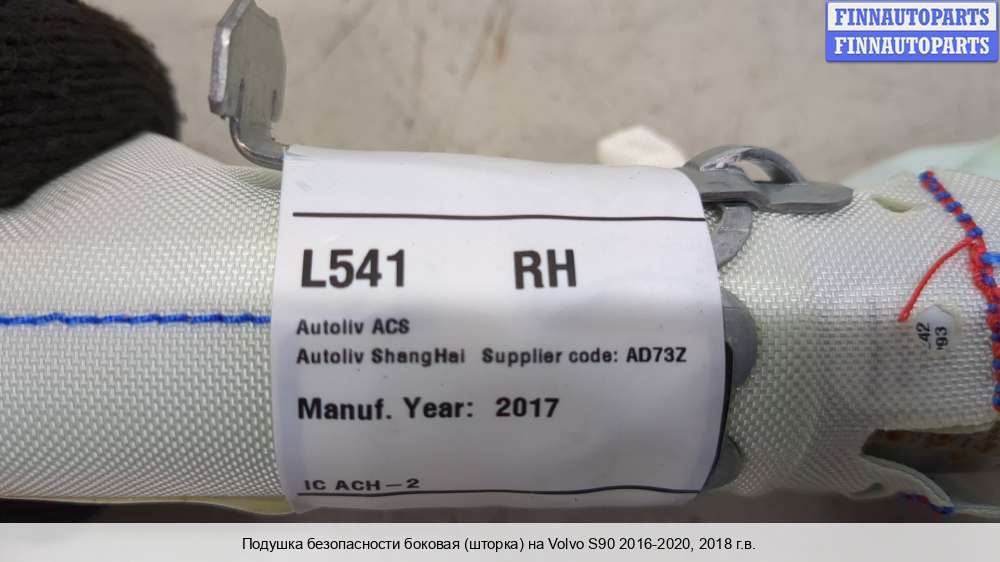 FINNAUTOPARTS
FINNAUTOPARTS
L541 RH
Autoliv ACS
Autoliv ShangHai Supplier code: AD73Z
Manuf. Year: 2017
IC ACH-2
Подушка безопасности боковая (шторка) на Volvo S90 2016-2020, 2018 г.в.